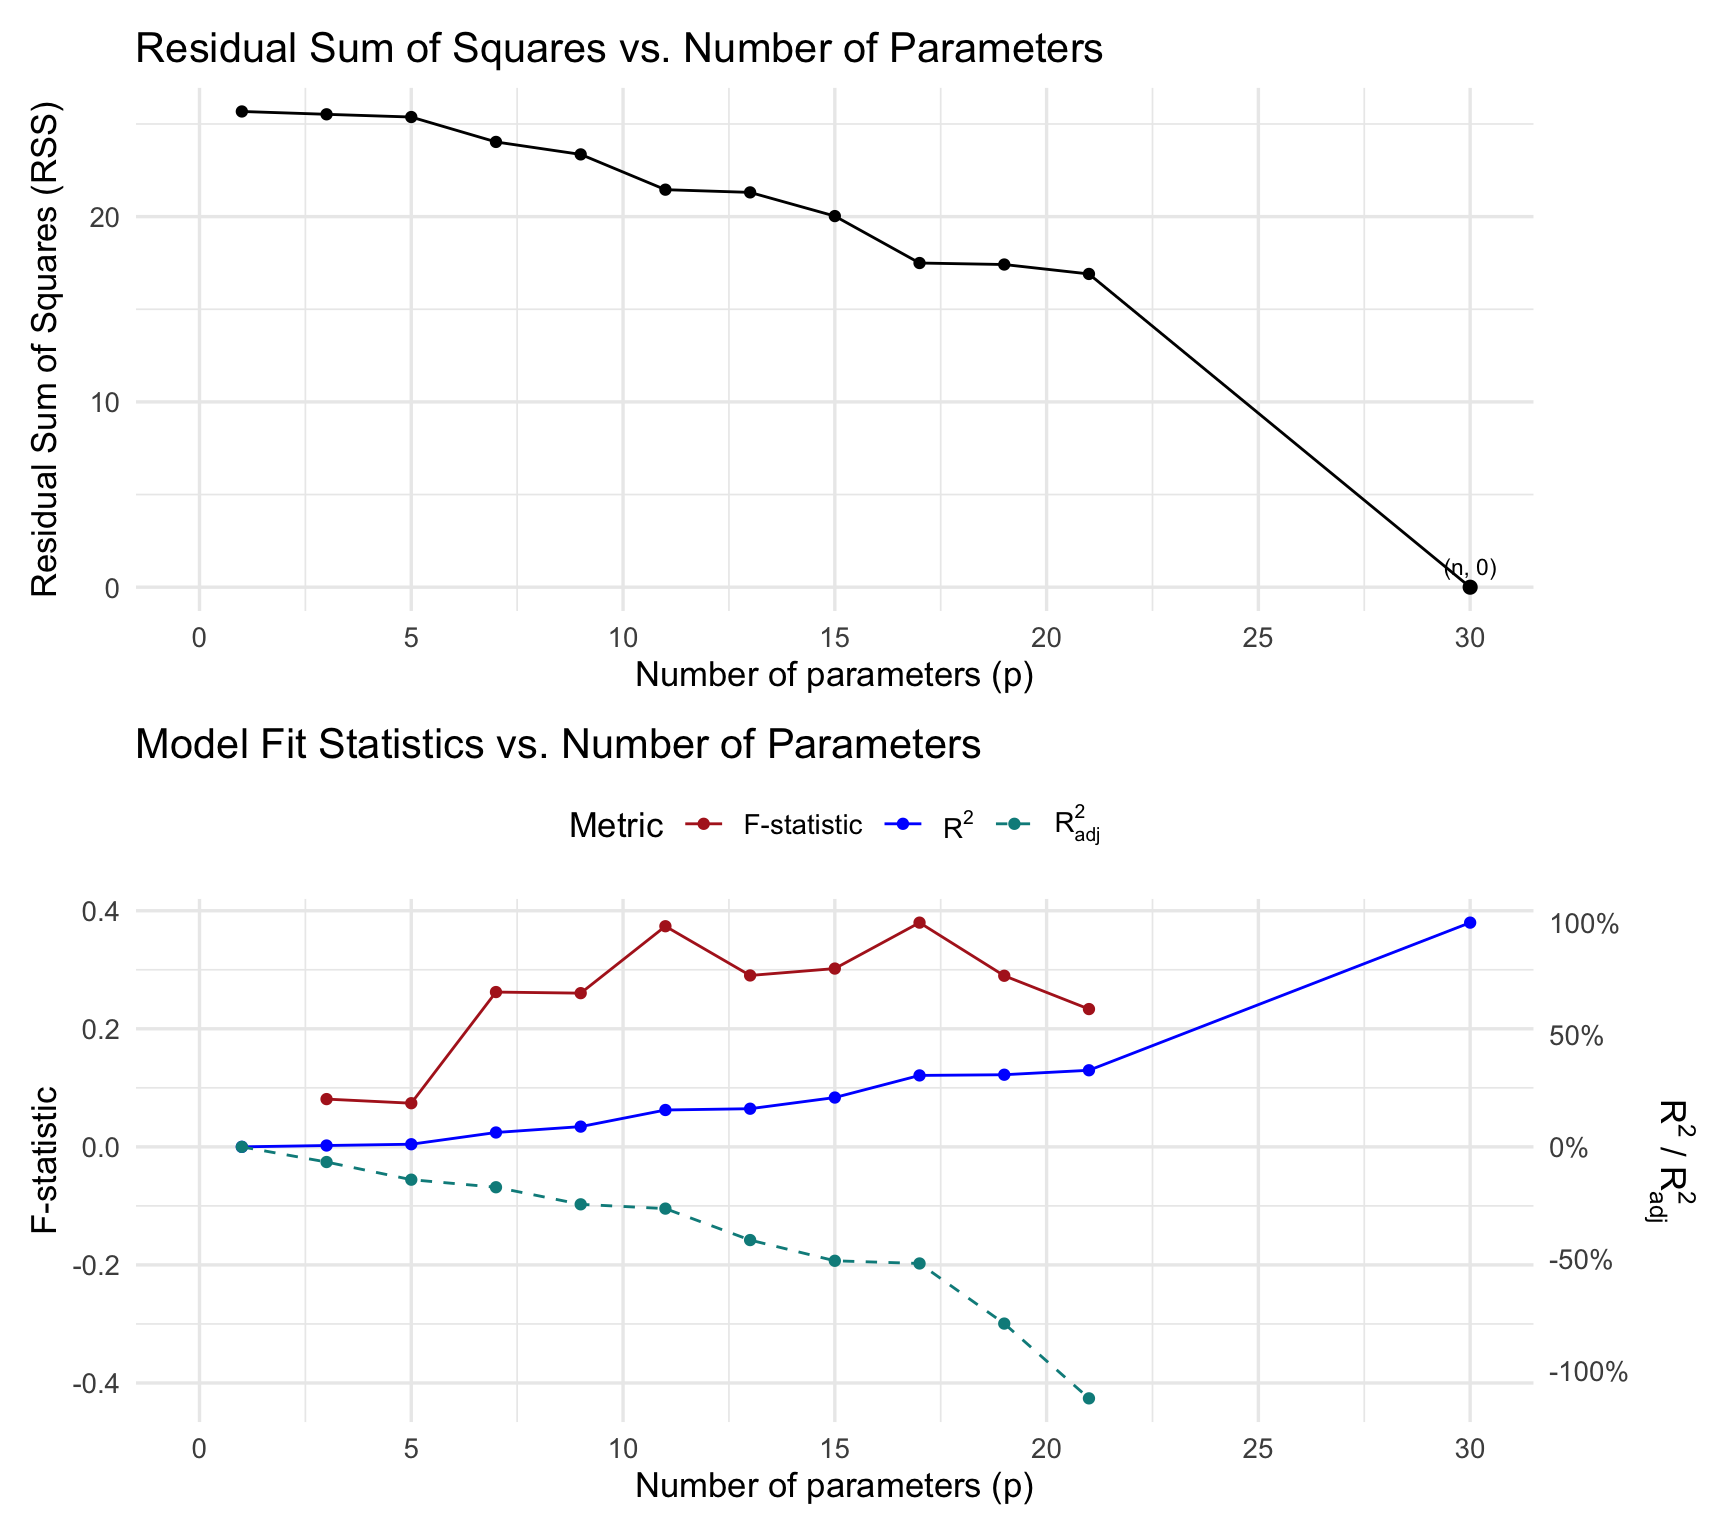 Residual Sum of Squares vs. Number of Parameters
Residual Sum of Squares (RSS)
20
10
0
(n, 0)
0 5 10 15 20 25 30
Number of parameters (p)
Model Fit Statistics vs. Number of Parameters
Metric F-statistic R² R²adj
F-statistic
0.4
0.2
0.0
-0.2
-0.4
100%
50%
0%
-50%
-100%
R² / R²adj
0 5 10 15 20 25 30
Number of parameters (p)